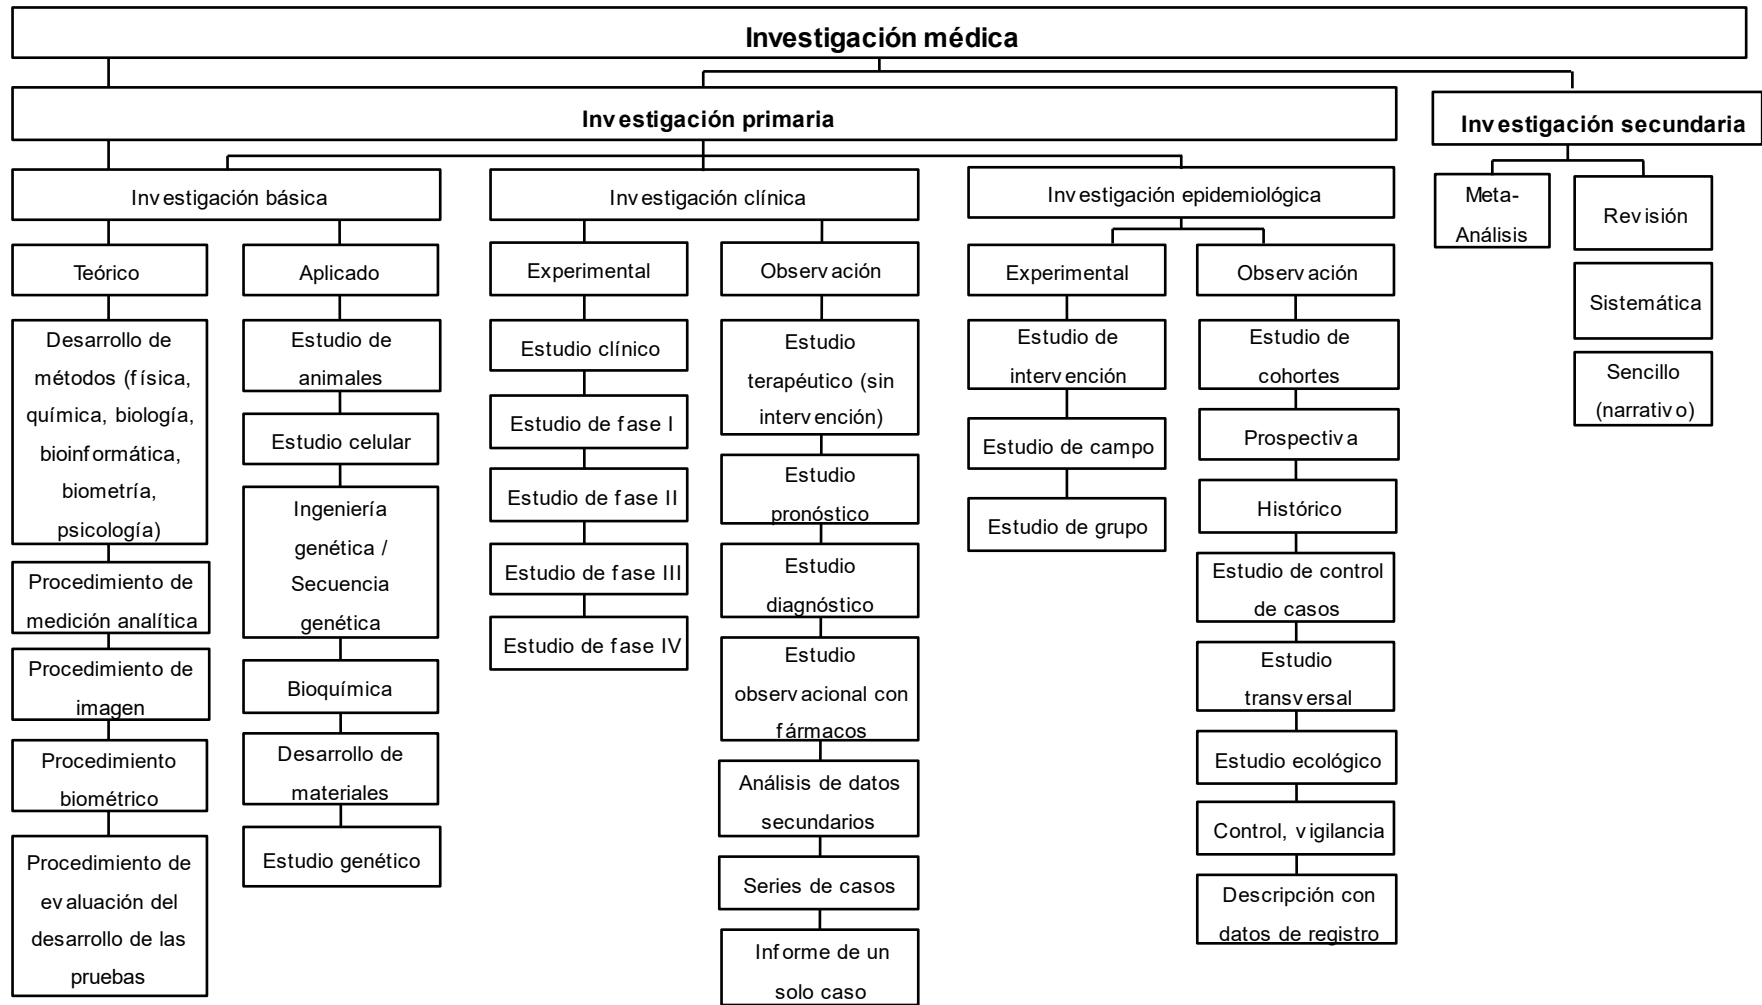 Investigación médica
Investigación primaria
Investigación secundaria
Investigación básica
Investigación clínica
Investigación epidemiológica
Meta-
Análisis
Revisión
Sistemática
Sencillo
(narrativo)
Teórico
Desarrollo de
métodos (física,
química, biología,
bioinformática,
biometría,
psicología)
Procedimiento de
medición analítica
Procedimiento de
imagen
Procedimiento
biométrico
Procedimiento de
evaluación del
desarrollo de las
pruebas
Aplicado
Estudio de
animales
Estudio celular
Ingeniería
genética /
Secuencia
genética
Bioquímica
Desarrollo de
materiales
Estudio genético
Experimental
Estudio clínico
Estudio de fase I
Estudio de fase II
Estudio de fase III
Estudio de fase IV
Observación
Estudio
terapéutico (sin
intervención)
Estudio
pronóstico
Estudio
diagnóstico
Estudio
observacional con
fármacos
Análisis de datos
secundarios
Series de casos
Informe de un
solo caso
Experimental
Estudio de
intervención
Estudio de campo
Estudio de grupo
Observación
Estudio de
cohortes
Prospectiva
Histórico
Estudio de control
de casos
Estudio
transversal
Estudio ecológico
Control, vigilancia
Descripción con
datos de registro